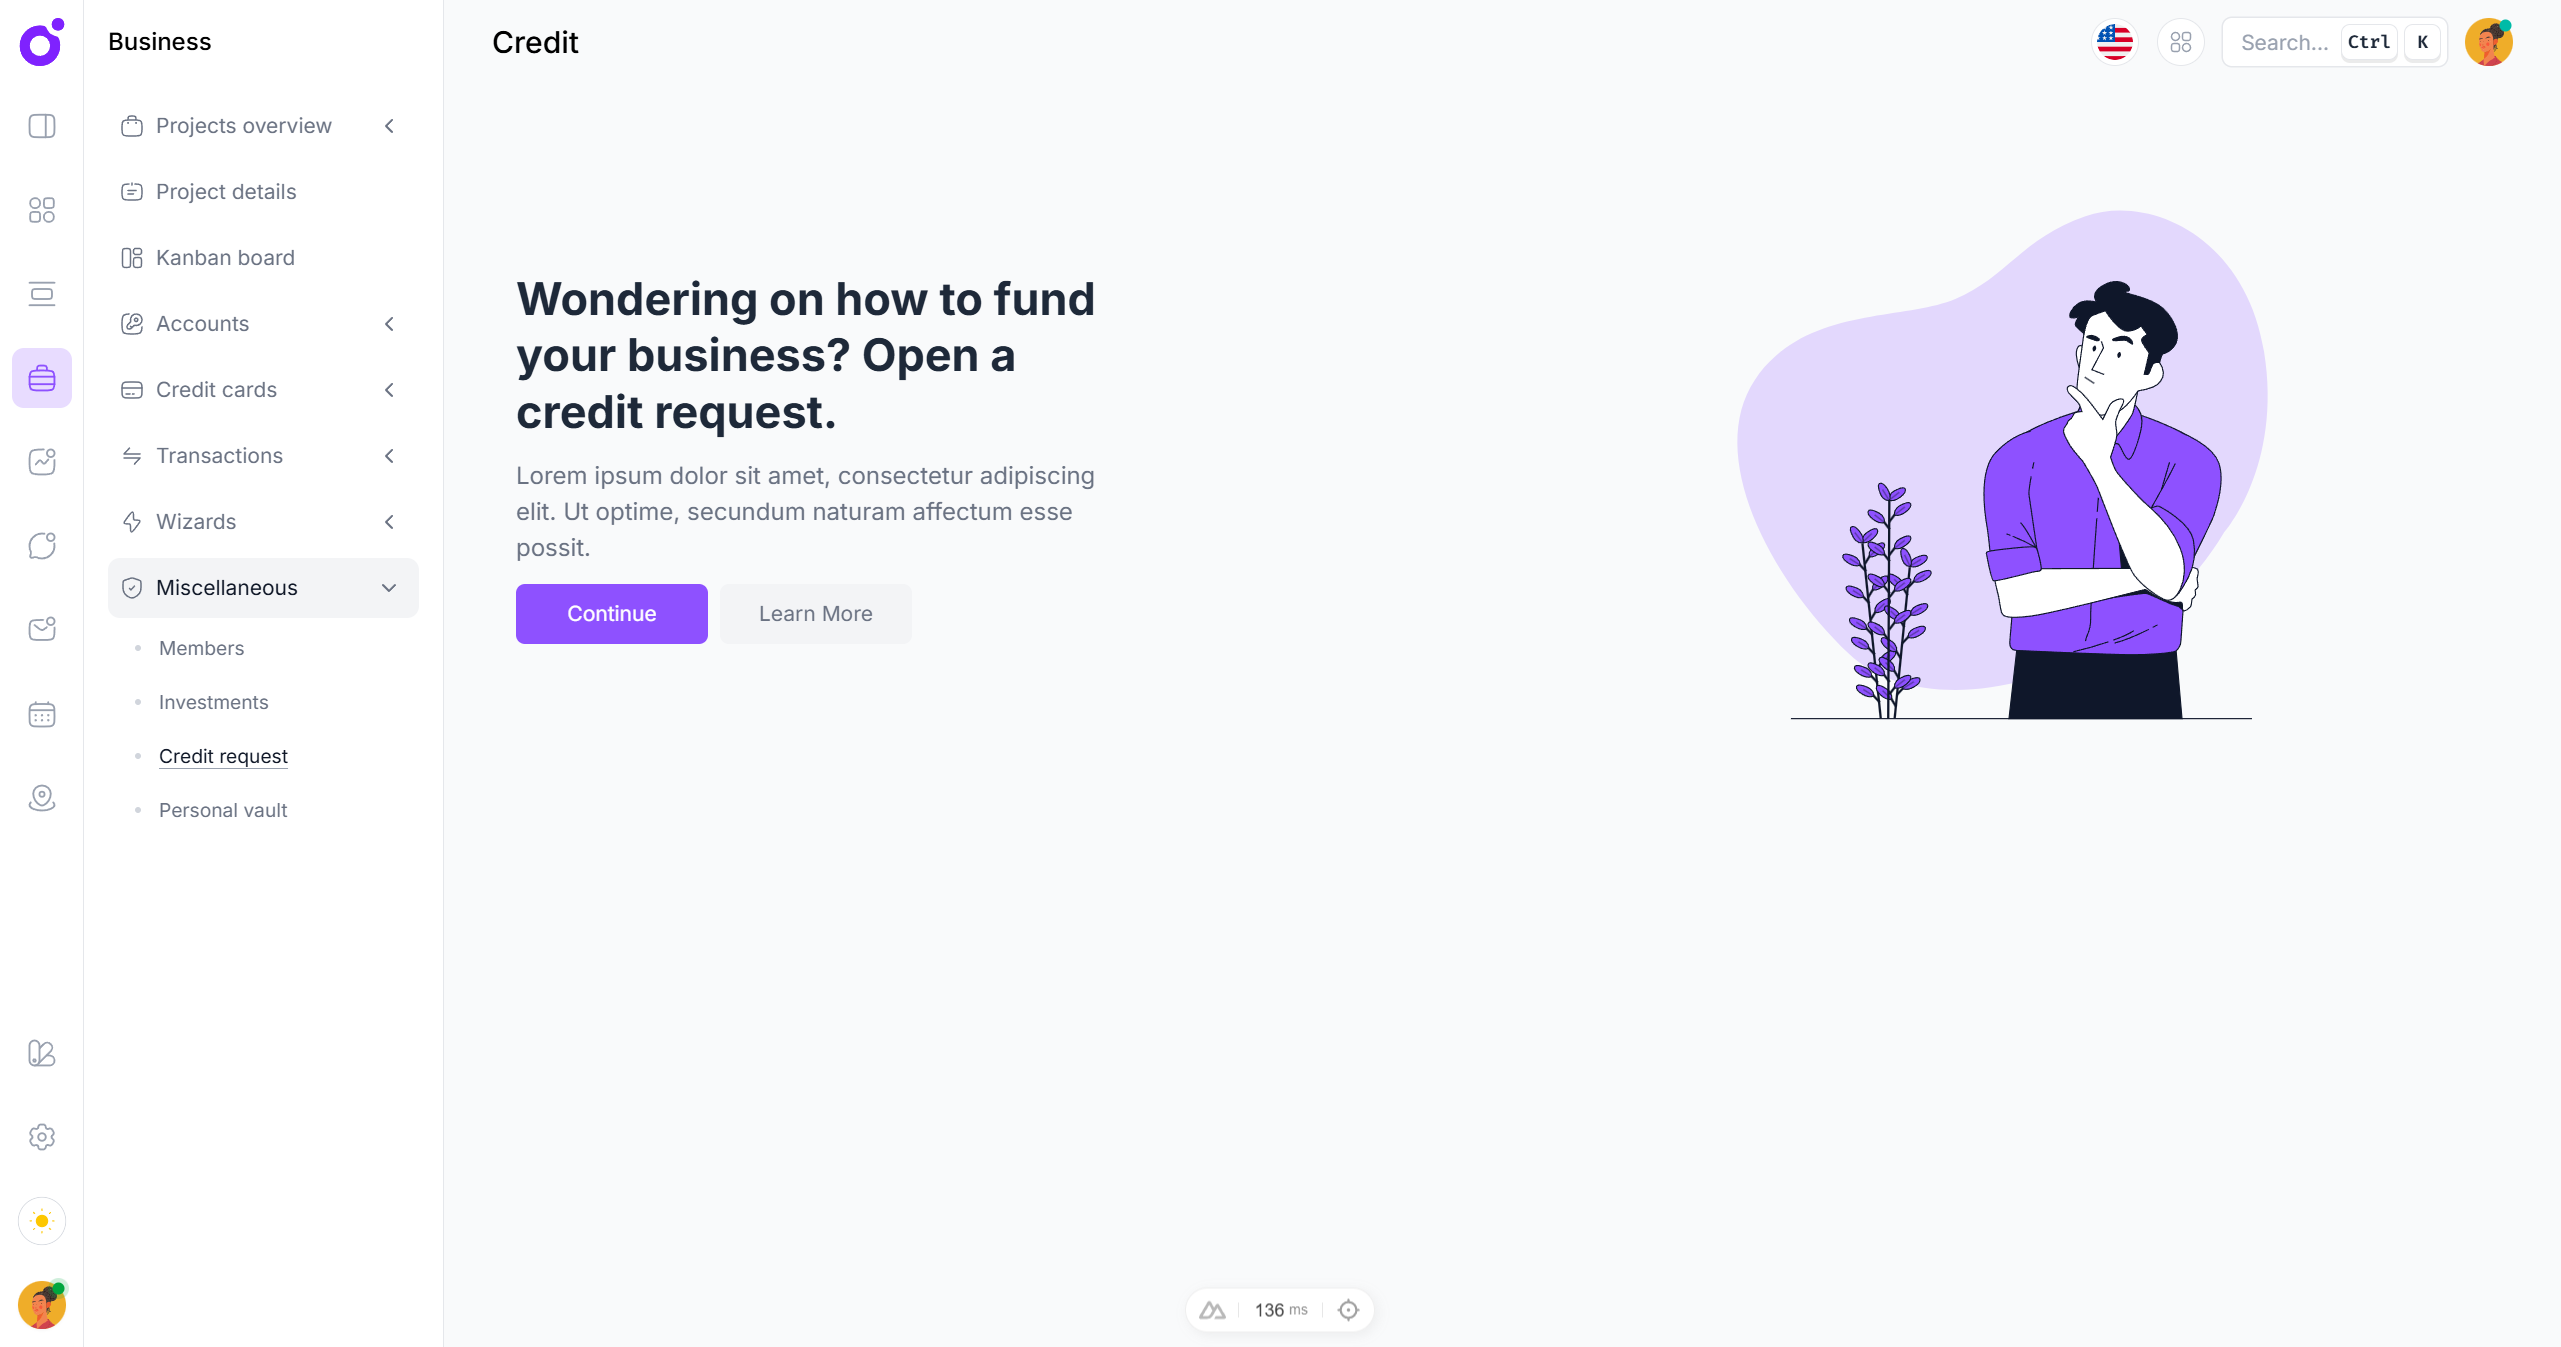 Business
Projects overview
Project details
Kanban board
Accounts
Credit cards
Transactions
Wizards
Miscellaneous
Members
Investments
Credit request
Personal vault
Credit
Search...
Ctrl
K
Wondering on how to fund
your business? Open a
credit request.
Lorem ipsum dolor sit amet, consectetur adipiscing
elit. Ut optime, secundum naturam affectum esse
possit.
Continue
Learn More
136 ms